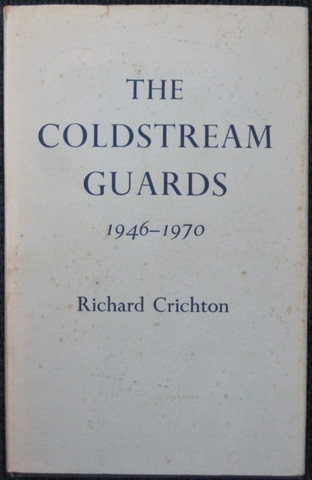 THE
COLDSTREAM
GUARDS
1946–1970
Richard Crichton